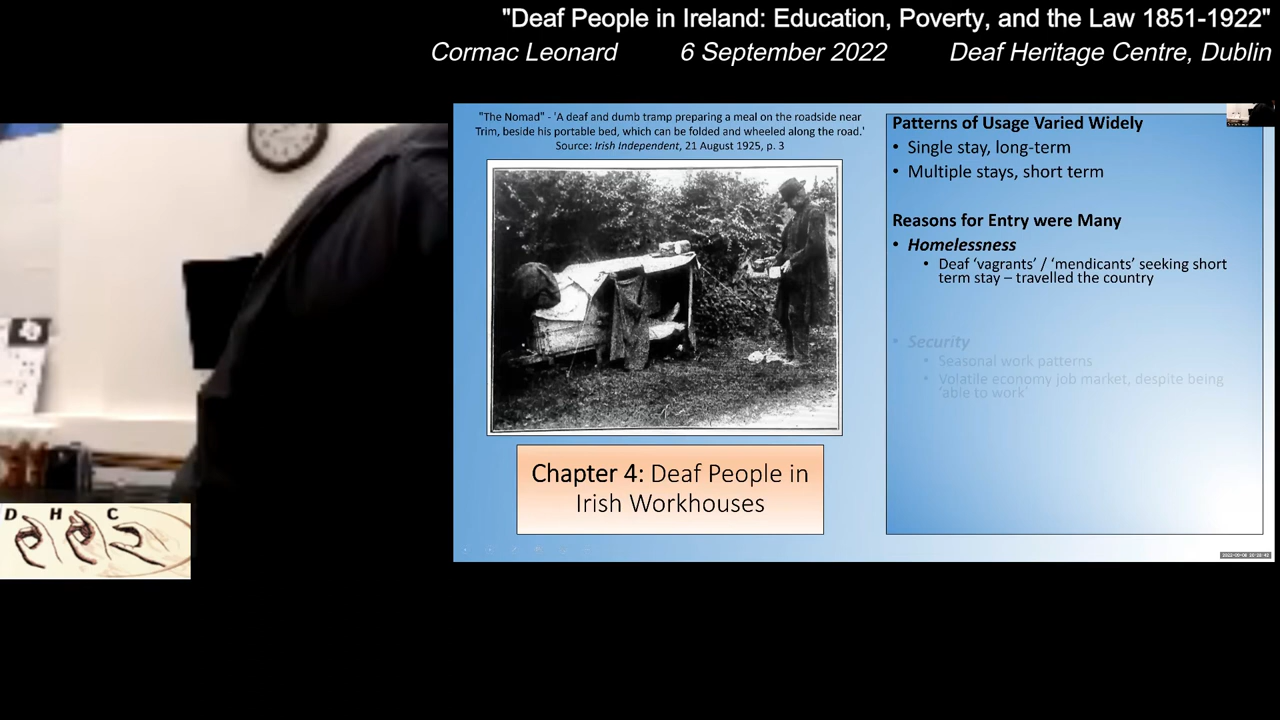 "Deaf People in Ireland: Education, Poverty, and the Law 1851-1922"
Cormac Leonard 6 September 2022 Deaf Heritage Centre, Dublin
"The Nomad" - 'A deaf and dumb tramp preparing a meal on the roadside near
Trim, beside his portable bed, which can be folded and wheeled along the road.'
Source: Irish Independent, 21 August 1925, p. 3
Chapter 4: Deaf People in
Irish Workhouses
Patterns of Usage Varied Widely
• Single stay, long-term
• Multiple stays, short term
Reasons for Entry were Many
• Homelessness
• Deaf ‘vagrants’ / ‘mendicants’ seeking short
term stay – travelled the country
• Security
• Seasonal work patterns
• Volatile economy job market, despite being
‘able to work’
D H C